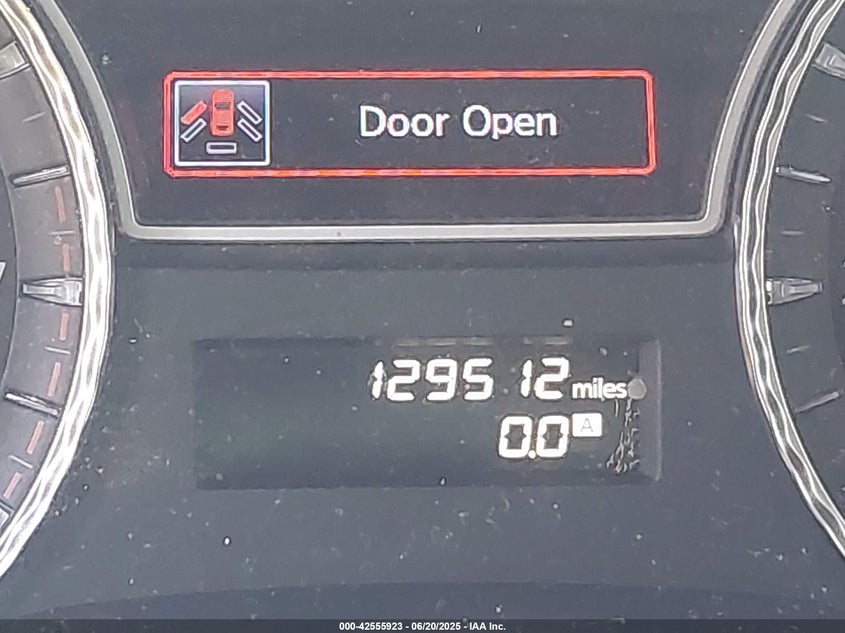 Door Open
129512 miles
0.0 A
000-42555923 - 06/20/2025 - IAA Inc.